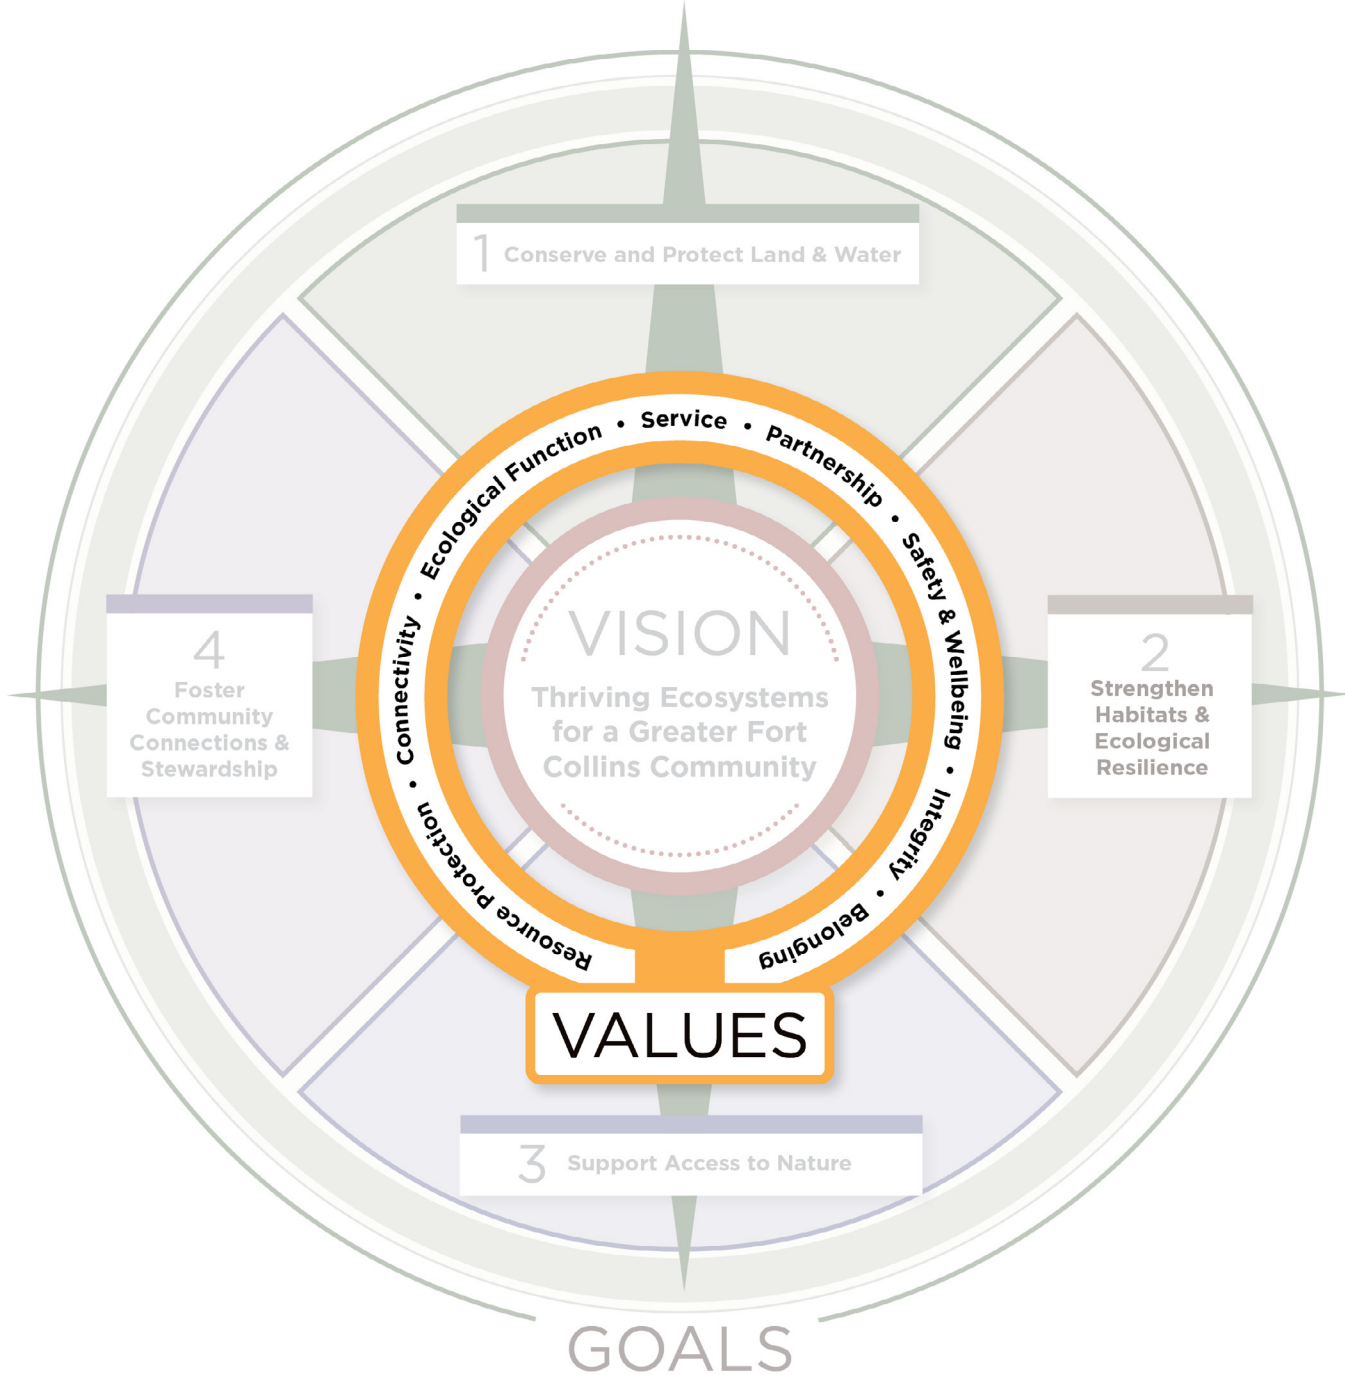 1 Conserve and Protect Land & Water
Resource Protection • Connectivity • Ecological Function • Service • Partnership • Safety & Wellbeing • Integrity • Belonging
VISION
Thriving Ecosystems
for a Greater Fort
Collins Community
4
Foster
Community
Connections &
Stewardship
2
Strengthen
Habitats &
Ecological
Resilience
VALUES
3 Support Access to Nature
GOALS